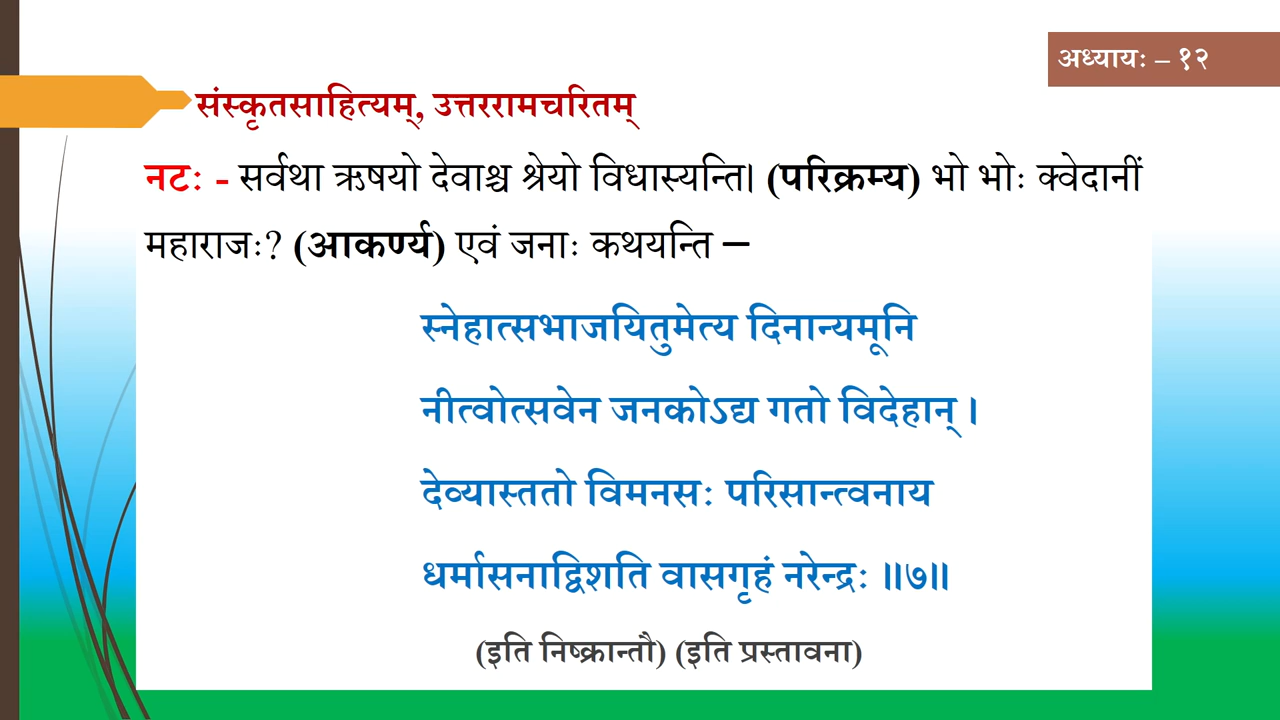 अध्यायः – १२
संस्कृतसाहित्यम्, उत्तररामचरितम्
नटः - सर्वथा ऋषयो देवाश्च श्रेयो विधास्यन्ति। (परिक्रम्य) भो भोः क्वेदानीं
महाराजः? (आकर्ण्य) एवं जनाः कथयन्ति –
स्नेहात्सभाजयितुमेत्य दिनान्यमूनि
नीत्वोत्सवेन जनकोऽद्य गतो विदेहान् ।
देव्यास्ततो विमनसः परिसान्त्वनाय
धर्मासनाद्विशति वासगृहं नरेन्द्रः ॥७॥
(इति निष्क्रान्तौ) (इति प्रस्तावना)